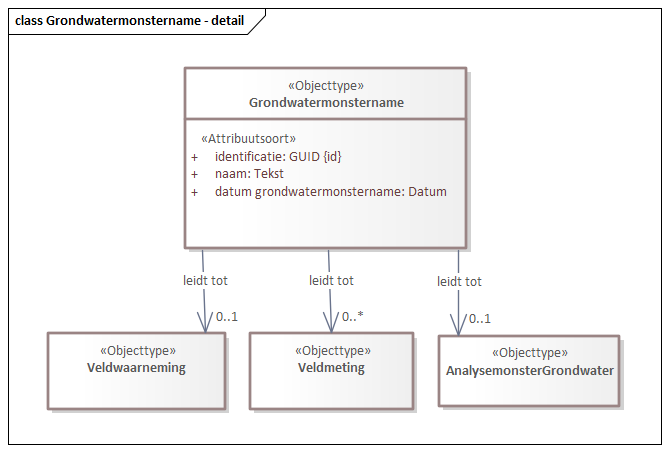 class Grondwatermonstername - detail
«Objecttype»
Grondwatermonstername
«Attribuutsoort»
+ identificatie: GUID {id}
+ naam: Tekst
+ datum grondwatermonstername: Datum
leidt tot
leidt tot
leidt tot
0..1
0..*
0..1
«Objecttype»
Veldwaarneming
«Objecttype»
Veldmeting
«Objecttype»
AnalysemonsterGrondwater